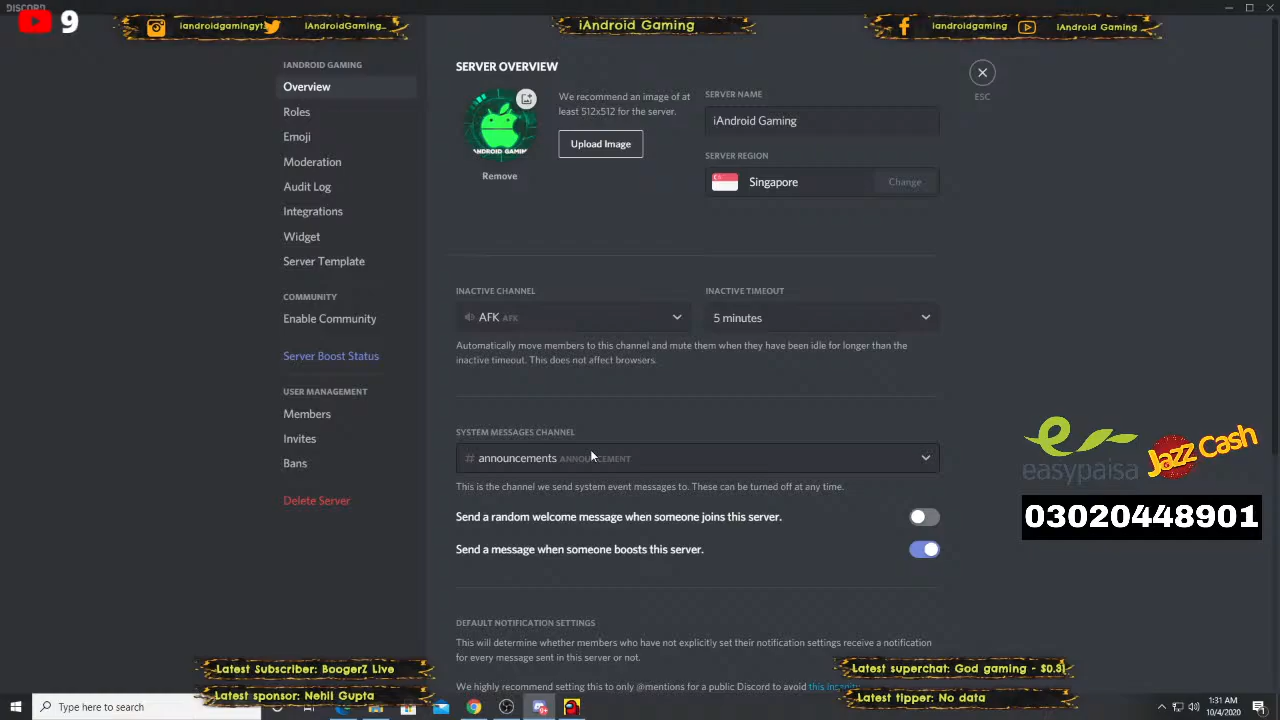 DISCORD
9
iandroidgamingyt
IAndroidGaming_
iAndroid Gaming
iandroidgaming
iAndroid Gaming
IANDROID GAMING
Overview
Roles
Emoji
Moderation
Audit Log
Integrations
Widget
Server Template
COMMUNITY
Enable Community
Server Boost Status
USER MANAGEMENT
Members
Invites
Bans
Delete Server
SERVER OVERVIEW
ANDROID GAMIN
Remove
We recommend an image of at
least 512x512 for the server.
Upload Image
SERVER NAME
iAndroid Gaming
SERVER REGION
Singapore
Change
ESC
INACTIVE CHANNEL
AFK AFK
INACTIVE TIMEOUT
5 minutes
Automatically move members to this channel and mute them when they have been idle for longer than the
inactive timeout. This does not affect browsers.
SYSTEM MESSAGES CHANNEL
# announcements ANNOUNCEMENT
This is the channel we send system event messages to. These can be turned off at any time.
Send a random welcome message when someone joins this server.
Send a message when someone boosts this server.
DEFAULT NOTIFICATION SETTINGS
This will determine whether members who have not explicitly set their notification settings receive a notification
for every message sent in this server or not.
We highly recommend setting this to only @mentions for a public Discord to avoid this
easypaisa
JazzCash
03020448901
Latest Subscriber: BoogerZ Live
Latest sponsor: Nehil Gupta
Latest superchat: God gaming - $0.3
Latest tipper: No data
Type here to search
1:31 AM
10/4/2020